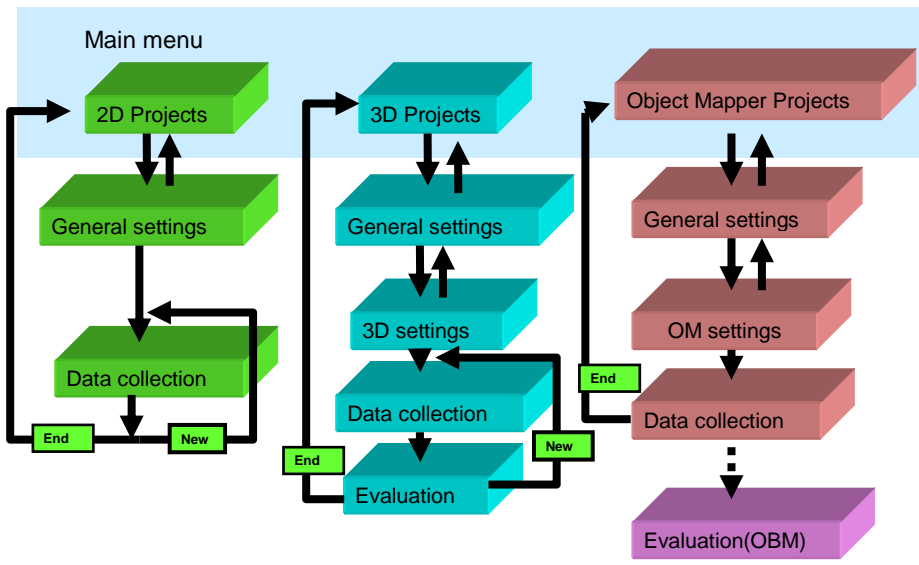 Main menu
2D Projects
General settings
Data collection
End
New
3D Projects
General settings
3D settings
Data collection
Evaluation
End
New
Object Mapper Projects
General settings
OM settings
End
Data collection
Evaluation(OBM)